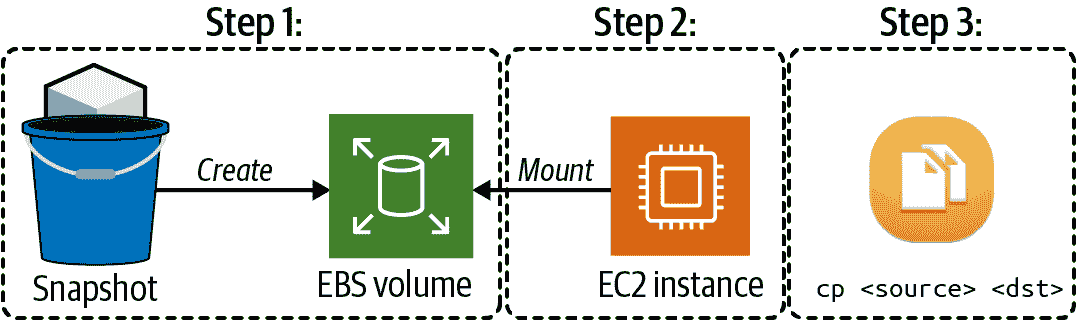 Step 1:
Step 2:
Step 3:
Create
Mount
Snapshot
EBS volume
EC2 instance
cp <source> <dst>